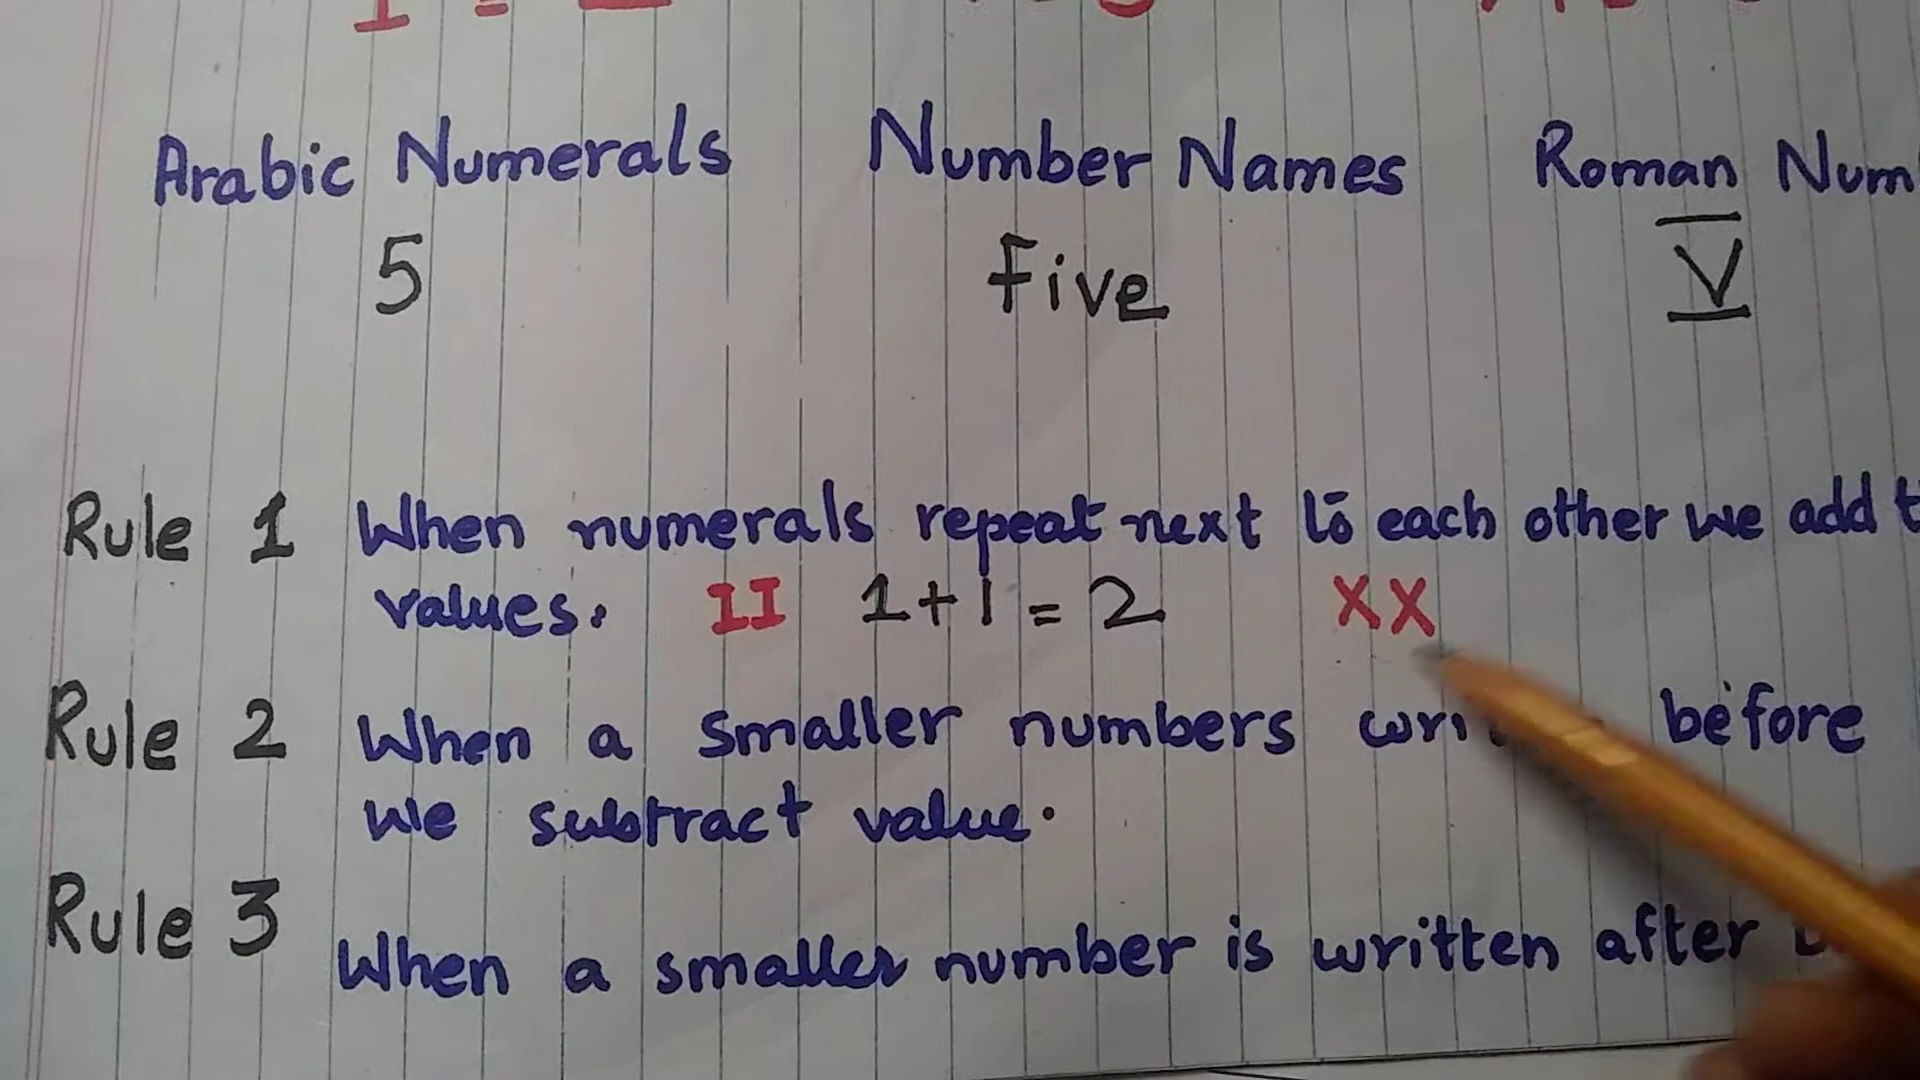 Arabic Numerals Number Names Roman
5 Five V
Rule 1 When numerals repeat next to each other we add
values. II 1+1 = 2 XX
Rule 2 When a smaller numbers before
we subtract value.
Rule 3 When a smaller number is written after